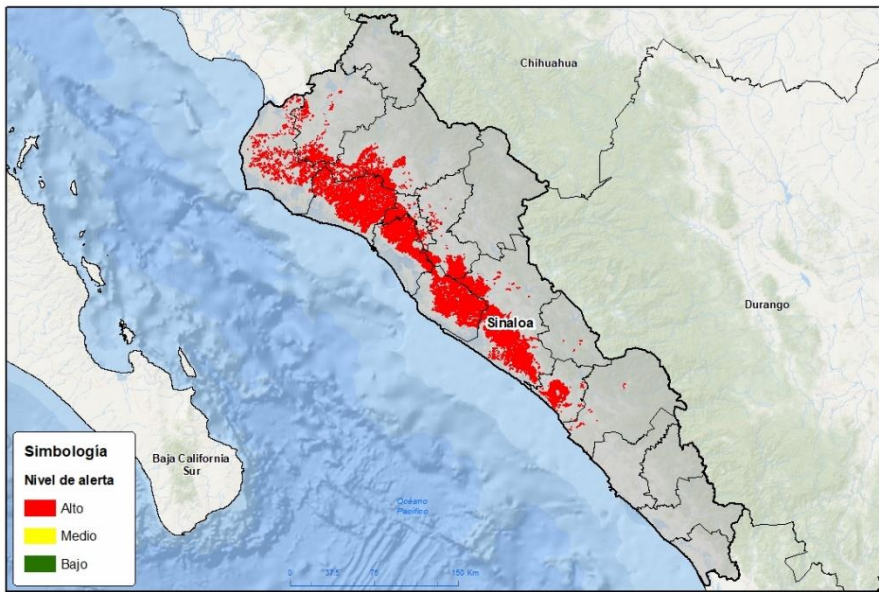 Chihuahua
Durango
Sinaloa
Baja California
Sur
Océano
Pacífico
Simbología
Nivel de alerta
Alto
Medio
Bajo
0 37.5 75 150 Km